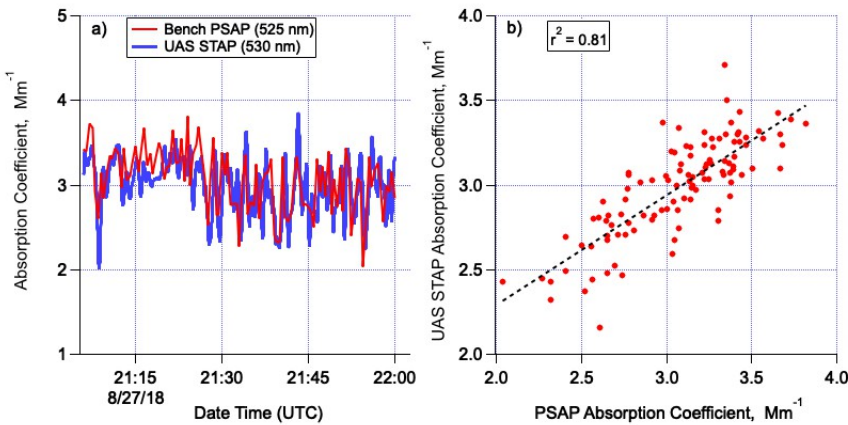 a)
Bench PSAP (525 nm)
UAS STAP (530 nm)
Absorption Coefficient, Mm⁻¹
5
4
3
2
1
21:15
21:30
21:45
22:00
8/27/18
Date Time (UTC)
b)
r² = 0.81
UAS STAP Absorption Coefficient, Mm⁻¹
4.0
3.5
3.0
2.5
2.0
2.0
2.5
3.0
3.5
4.0
PSAP Absorption Coefficient, Mm⁻¹